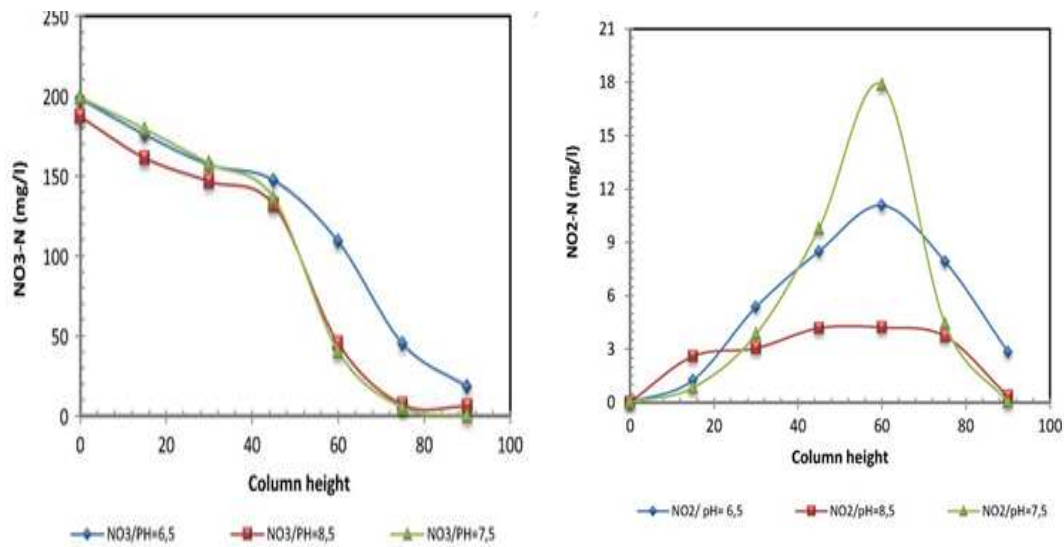 250
200
150
100
50
0
NO3-N (mg/l)
0 20 40 60 80 100
Column height
NO3/PH=6,5 NO3/PH=8,5 NO3/PH=7,5
21
18
15
12
9
6
3
0
NO2-N (mg/l)
0 20 40 60 80 100
Column height
NO2/ pH= 6,5 NO2/pH=8,5 NO2/pH=7,5